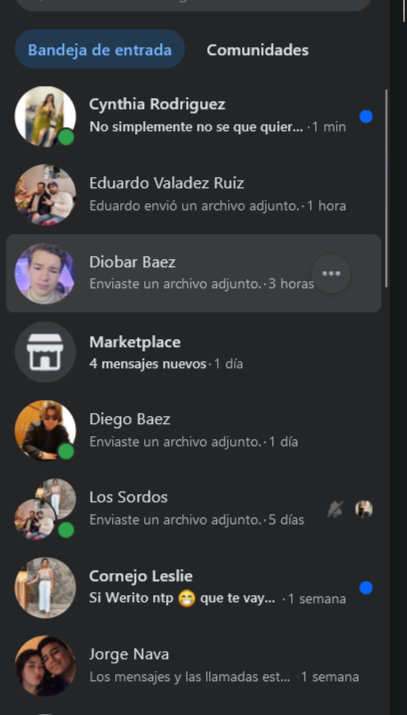 Bandeja de entrada Comunidades
Cynthia Rodriguez
No simplemente no se que quier... · 1 min
Eduardo Valadez Ruiz
Eduardo envió un archivo adjunto. · 1 hora
Diobar Baez
Enviaste un archivo adjunto. · 3 horas
Marketplace
4 mensajes nuevos · 1 día
Diego Baez
Enviaste un archivo adjunto. · 1 día
Los Sordos
Enviaste un archivo adjunto. · 5 días
Cornejo Leslie
Si Werito ntp 😁 que te vay... · 1 semana
Jorge Nava
Los mensajes y las llamadas est... · 1 semana